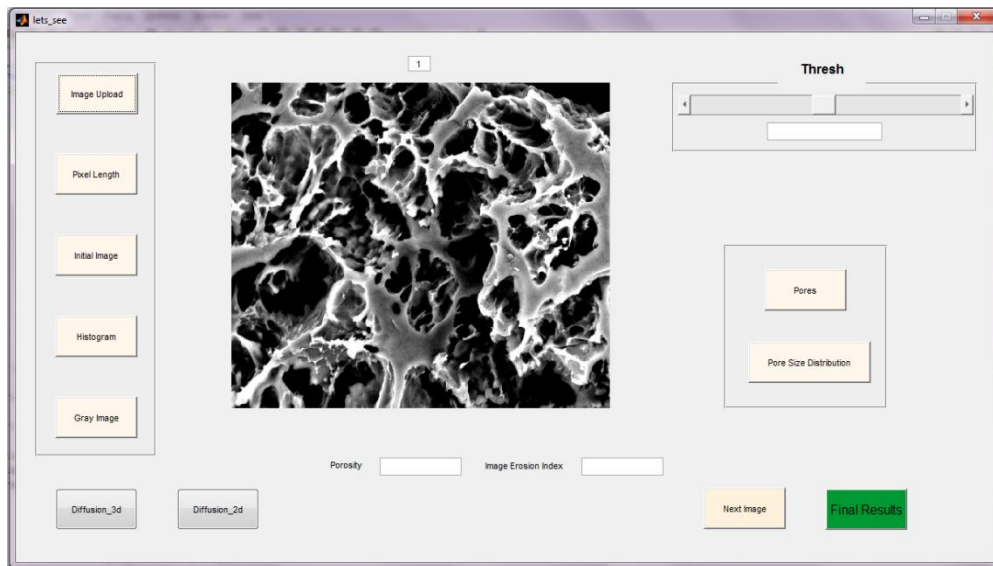 lets_see
1
Thresh
Image Upload
Pixel Length
Initial Image
Histogram
Gray Image
Pores
Pore Size Distribution
Porosity
Image Erosion Index
Diffusion_3d
Diffusion_2d
Next Image
Final Results